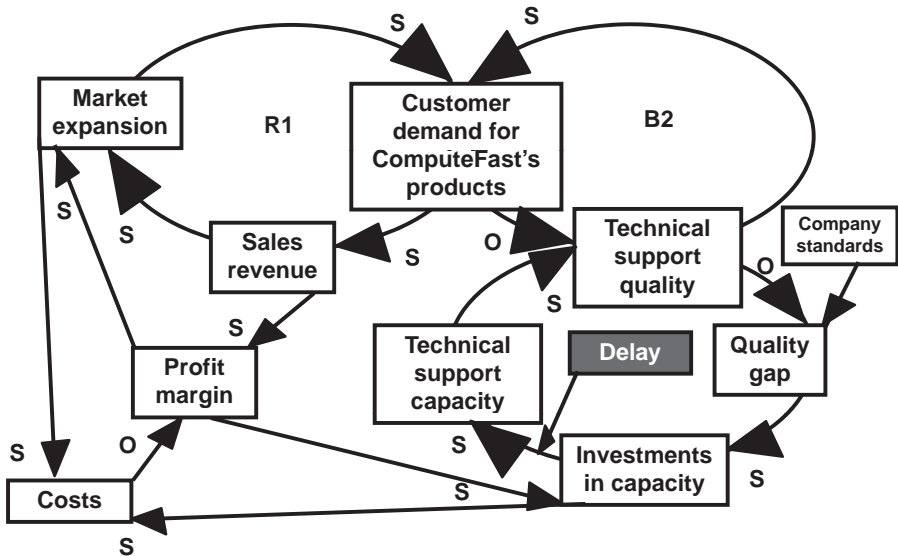 S
S
Market
expansion
R1
Customer
demand for
ComputeFast’s
products
B2
S
S
Sales
revenue
S
O
Technical
support
quality
Company
standards
O
S
S
Profit
margin
Technical
support
capacity
Delay
Quality
gap
S
O
S
Costs
S
S
Investments
in capacity
S
S